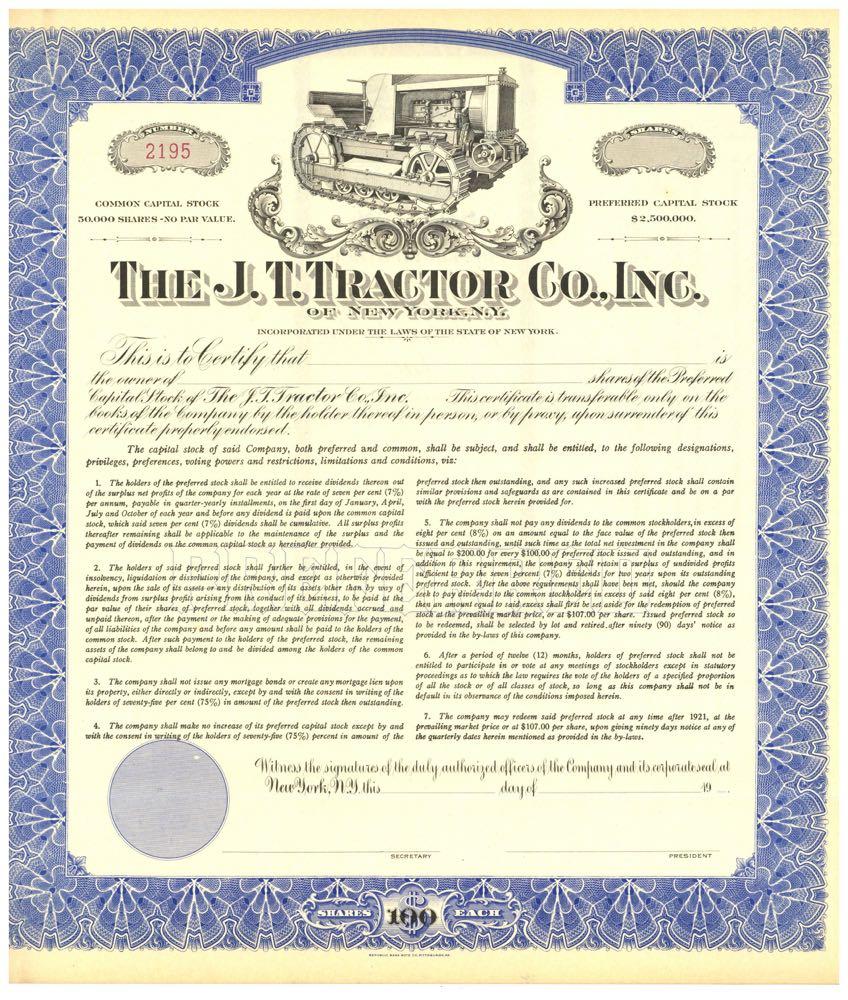 NUMBER
2195
SHARES
COMMON CAPITAL STOCK
50,000 SHARES - NO PAR VALUE.
PREFERRED CAPITAL STOCK
$2,500,000.
THE J. T. TRACTOR CO., INC.
OF NEW YORK, N.Y.
INCORPORATED UNDER THE LAWS OF THE STATE OF NEW YORK.
This is to Certify that is
the owner of shares of the Preferred
Capital Stock of The J.T. Tractor Co., Inc. This certificate is transferable only on the
books of the Company by the holder thereof in person, or by proxy, upon surrender of this
certificate properly endorsed.
The capital stock of said Company, both preferred and common, shall be subject, and shall be entitled, to the following designations,
privileges, preferences, voting powers and restrictions, limitations and conditions, viz:
1. The holders of the preferred stock shall be entitled to receive dividends thereon out
of the surplus net profits of the company for each year at the rate of seven per cent (7%)
per annum, payable in quarter-yearly installments, on the first day of January, April,
July and October of each year and before any dividend is paid upon the common capital
stock, which said seven per cent (7%) dividends shall be cumulative. All surplus profits
thereafter remaining shall be applicable to the maintenance of the surplus and the
payment of dividends on the common capital stock as hereinafter provided.
2. The holders of said preferred stock shall further be entitled, in the event of
insolvency, liquidation or dissolution of the company, and except as otherwise provided
herein, upon the sale of its assets or any distribution of its assets other than by way of
dividends from surplus profits arising from the conduct of its business, to be paid at the
par value of their shares of preferred stock, together with all dividends accrued and
unpaid thereon, after the payment or the making of adequate provisions for the payment,
of all liabilities of the company and before any amount shall be paid to the holders of the
common stock. After such payment to the holders of the preferred stock, the remaining
assets of the company shall belong to and be divided among the holders of the common
capital stock.
3. The company shall not issue any mortgage bonds or create any mortgage lien upon
its property, either directly or indirectly, except by and with the consent in writing of the
holders of seventy-five per cent (75%) in amount of the preferred stock then outstanding.
4. The company shall make no increase of its preferred capital stock except by and
with the consent in writing of the holders of seventy-five (75%) percent in amount of the
preferred stock then outstanding, and any such increased preferred stock shall contain
similar provisions and safeguards as are contained in this certificate and be on a par
with the preferred stock herein provided for.
5. The company shall not pay any dividends to the common stockholders, in excess of
eight per cent (8%) on an amount equal to the face value of the preferred stock then
issued and outstanding, until such time as the total net investment in the company shall
be equal to $200.00 for every $100.00 of preferred stock issued and outstanding, and in
addition to this requirement, the company shall retain a surplus of undivided profits
sufficient to pay the seven percent (7%) dividends for two years upon its outstanding
preferred stock. After the above requirements shall have been met, should the company
seek to pay dividends to the common stockholders in excess of said eight per cent (8%),
then an amount equal to said excess shall first be set aside for the redemption of preferred
stock at the prevailing market price, or at $107.00 per share. Issued preferred stock so
to be redeemed, shall be selected by lot and retired, after ninety (90) days' notice as
provided in the by-laws of this company.
6. After a period of twelve (12) months, holders of preferred stock shall not be
entitled to participate in or vote at any meetings of stockholders except in statutory
proceedings as to which the law requires the vote of the holders of a specified proportion
of all the stock or of all classes of stock, so long as this company shall not be in
default in its observance of the conditions imposed herein.
7. The company may redeem said preferred stock at any time after 1921, at the
prevailing market price or at $107.00 per share, upon giving ninety days notice at any of
the quarterly dates herein mentioned as provided in the by-laws.
Witness the signatures of the duly authorized officers of the Company and its corporate seal at
New York, N.Y. this day of 19
SECRETARY
PRESIDENT
SHARES $100 EACH
REPUBLIC BANK NOTE CO. PITTSBURGH, PA.